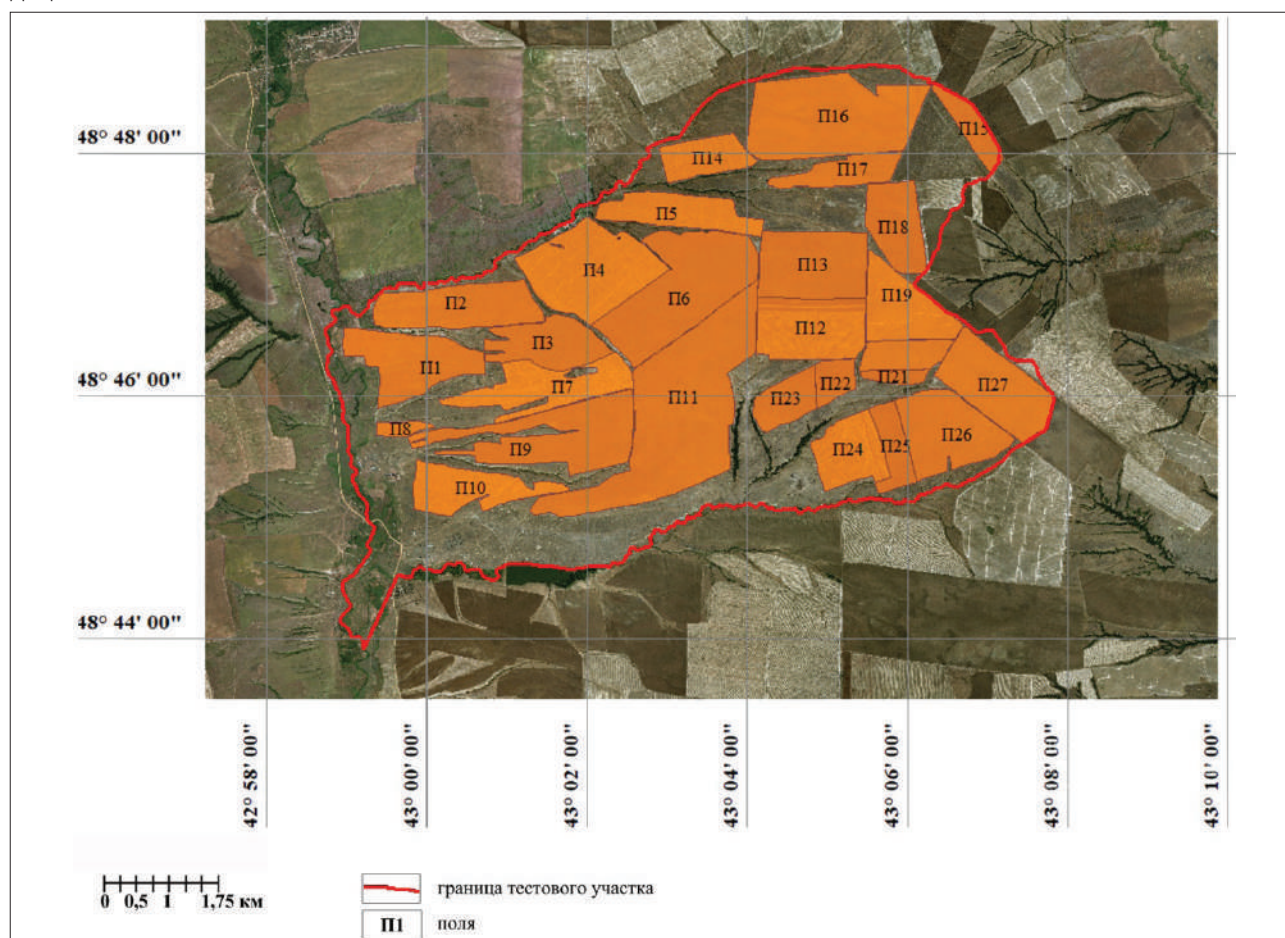 П16
48° 48' 00"
П15
П14
П17
П5
П18
П4
П13
П19
П2
П6
П12
П3
П1
48° 46' 00"
П7
П21
П22
П27
П11
П23
П8
П9
П24
П25
П26
П10
48° 44' 00"
42° 58' 00"
43° 00' 00"
43° 02' 00"
43° 04' 00"
43° 06' 00"
43° 08' 00"
43° 10' 00"
0 0,5 1 1,75 км
граница тестового участка
П1 поля